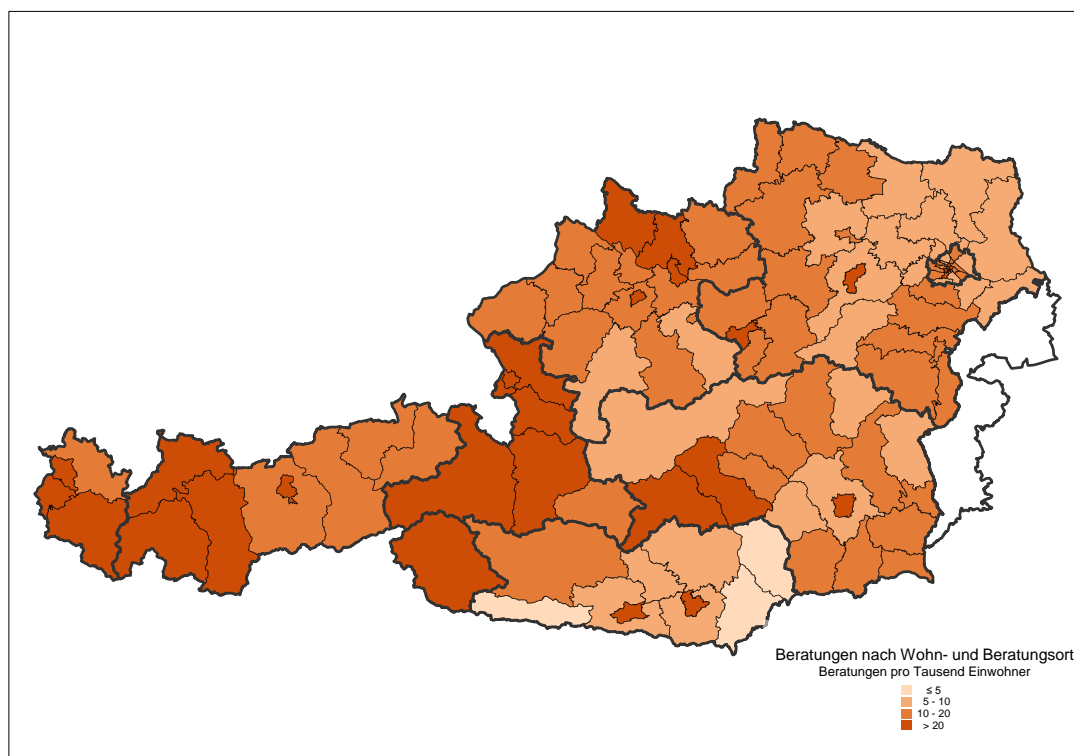 Beratungen nach Wohn- und Beratungsort
Beratungen pro Tausend Einwohner
≤ 5
5 - 10
10 - 20
> 20